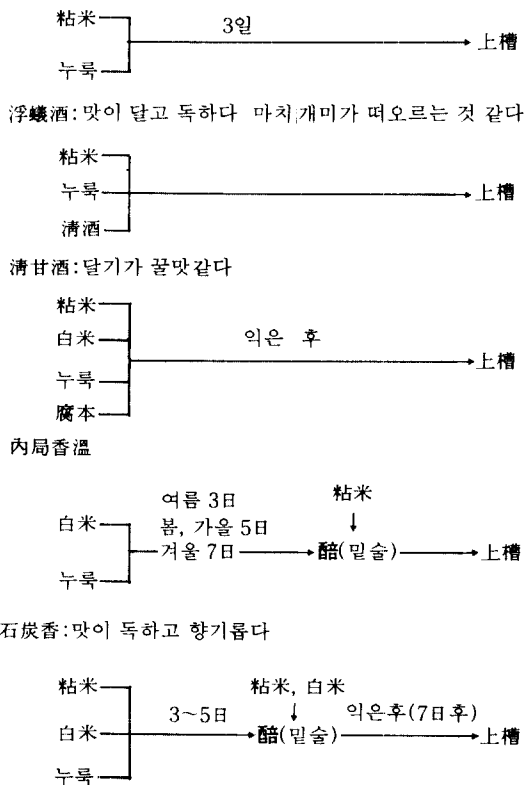 粘米
3일
上槽
누룩
浮蟻酒:맛이 달고 독하다 마치 개미가 떠오르는 것 같다
粘米
누룩
上槽
清酒
清甘酒:달기가 꿀맛같다
粘米
白米
익은 후
上槽
누룩
腐本
內局香溫
여름 3日
粘米
白米
봄, 가을 5日
겨울 7日
醅(밑술)
上槽
누룩
石炭香:맛이 독하고 향기롭다
粘米
粘米, 白米
3~5日
익은후(7日후)
白米
醅(밑술)
上槽
누룩